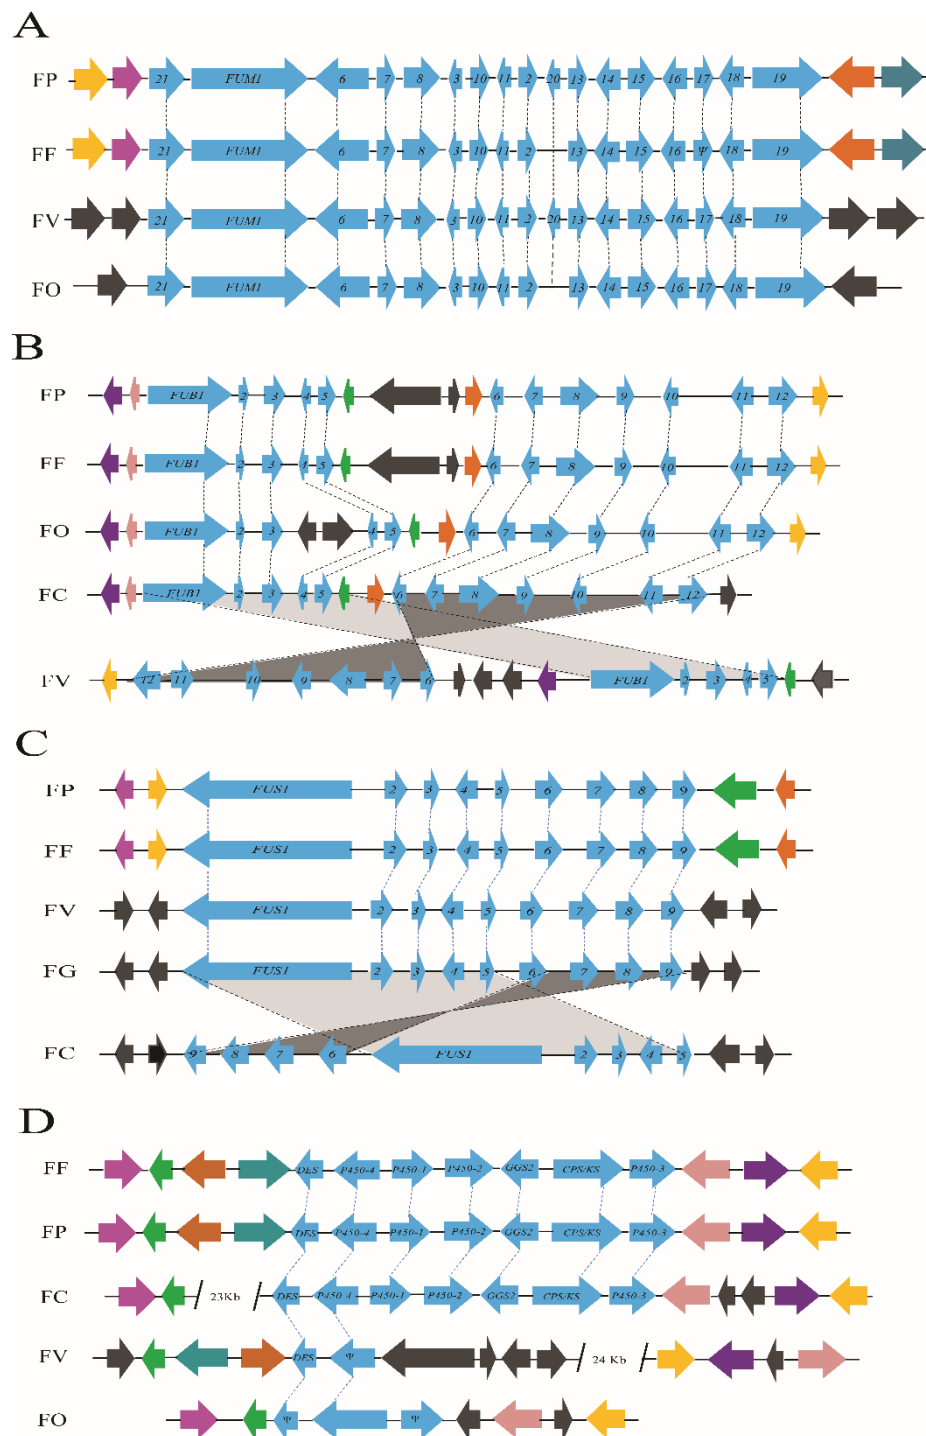 A
FP 21 FUM1 6 7 8 3 10 11 2 20 13 14 15 16 17 18 19
FF 21 FUM1 6 7 8 3 10 11 2 13 14 15 16 Ψ 18 19
FV 21 FUM1 6 7 8 3 10 11 2 20 13 14 15 16 17 18 19
FO 21 FUM1 6 7 8 3 10 11 2 13 14 15 16 17 18 19
B
FP FUB1 2 3 4 5 6 7 8 9 10 11 12
FF FUB1 2 3 4 5 6 7 8 9 10 11 12
FO FUB1 2 3 4 5 6 7 8 9 10 11 12
FC FUB1 2 3 4 5 6 7 8 9 10 11 12
FV 12 11 10 9 8 7 6 FUB1 2 3 4 5
C
FP FUS1 2 3 4 5 6 7 8 9
FF FUS1 2 3 4 5 6 7 8 9
FV FUS1 2 3 4 5 6 7 8 9
FG FUS1 2 3 4 5 6 7 8 9
FC 9 8 7 6 FUS1 2 3 4 5
D
FF DES P450-4 P450-1 P450-2 GGS2 CPS/KS P450-3
FP DES P450-4 P450-1 P450-2 GGS2 CPS/KS P450-3
FC 23Kb DES P450-4 P450-1 P450-2 GGS2 CPS/KS P450-3
FV DES Ψ 24 Kb
FO Ψ Ψ